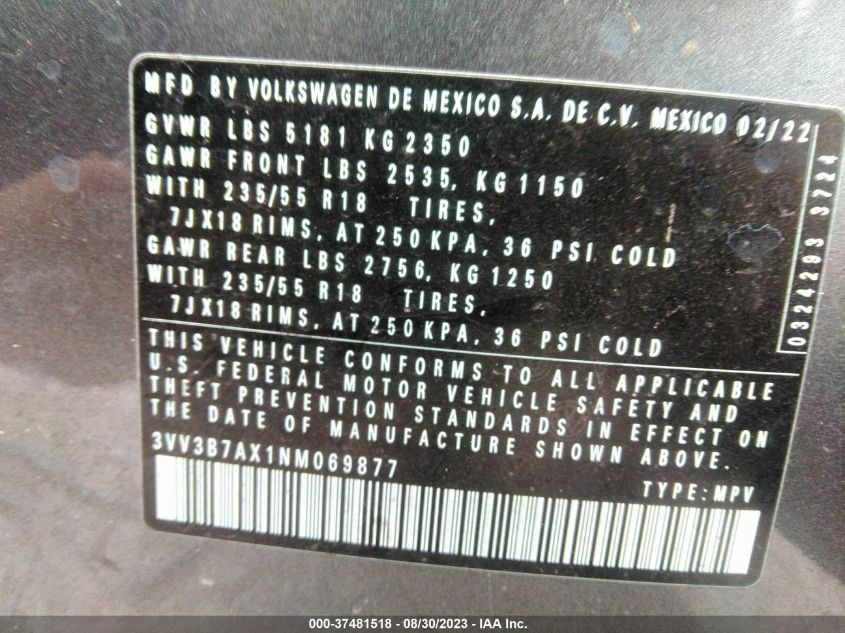 MFD BY VOLKSWAGEN DE MEXICO S.A. DE C.V. MEXICO 02/22
GVWR LBS 5181 KG 2350
GAWR FRONT LBS 2535, KG 1150
WITH 235/55 R18 TIRES,
7JX18 RIMS, AT 250 KPA, 36 PSI COLD
GAWR REAR LBS 2756, KG 1250
WITH 235/55 R18 TIRES,
7JX18 RIMS, AT 250 KPA, 36 PSI COLD
0324293 3724
THIS VEHICLE CONFORMS TO ALL APPLICABLE
U.S. FEDERAL MOTOR VEHICLE SAFETY AND
THEFT PREVENTION STANDARDS IN EFFECT ON
THE DATE OF MANUFACTURE SHOWN ABOVE.
3VV3B7AX1NM069877
TYPE: MPV
000-37481518 - 08/30/2023 - IAA Inc.